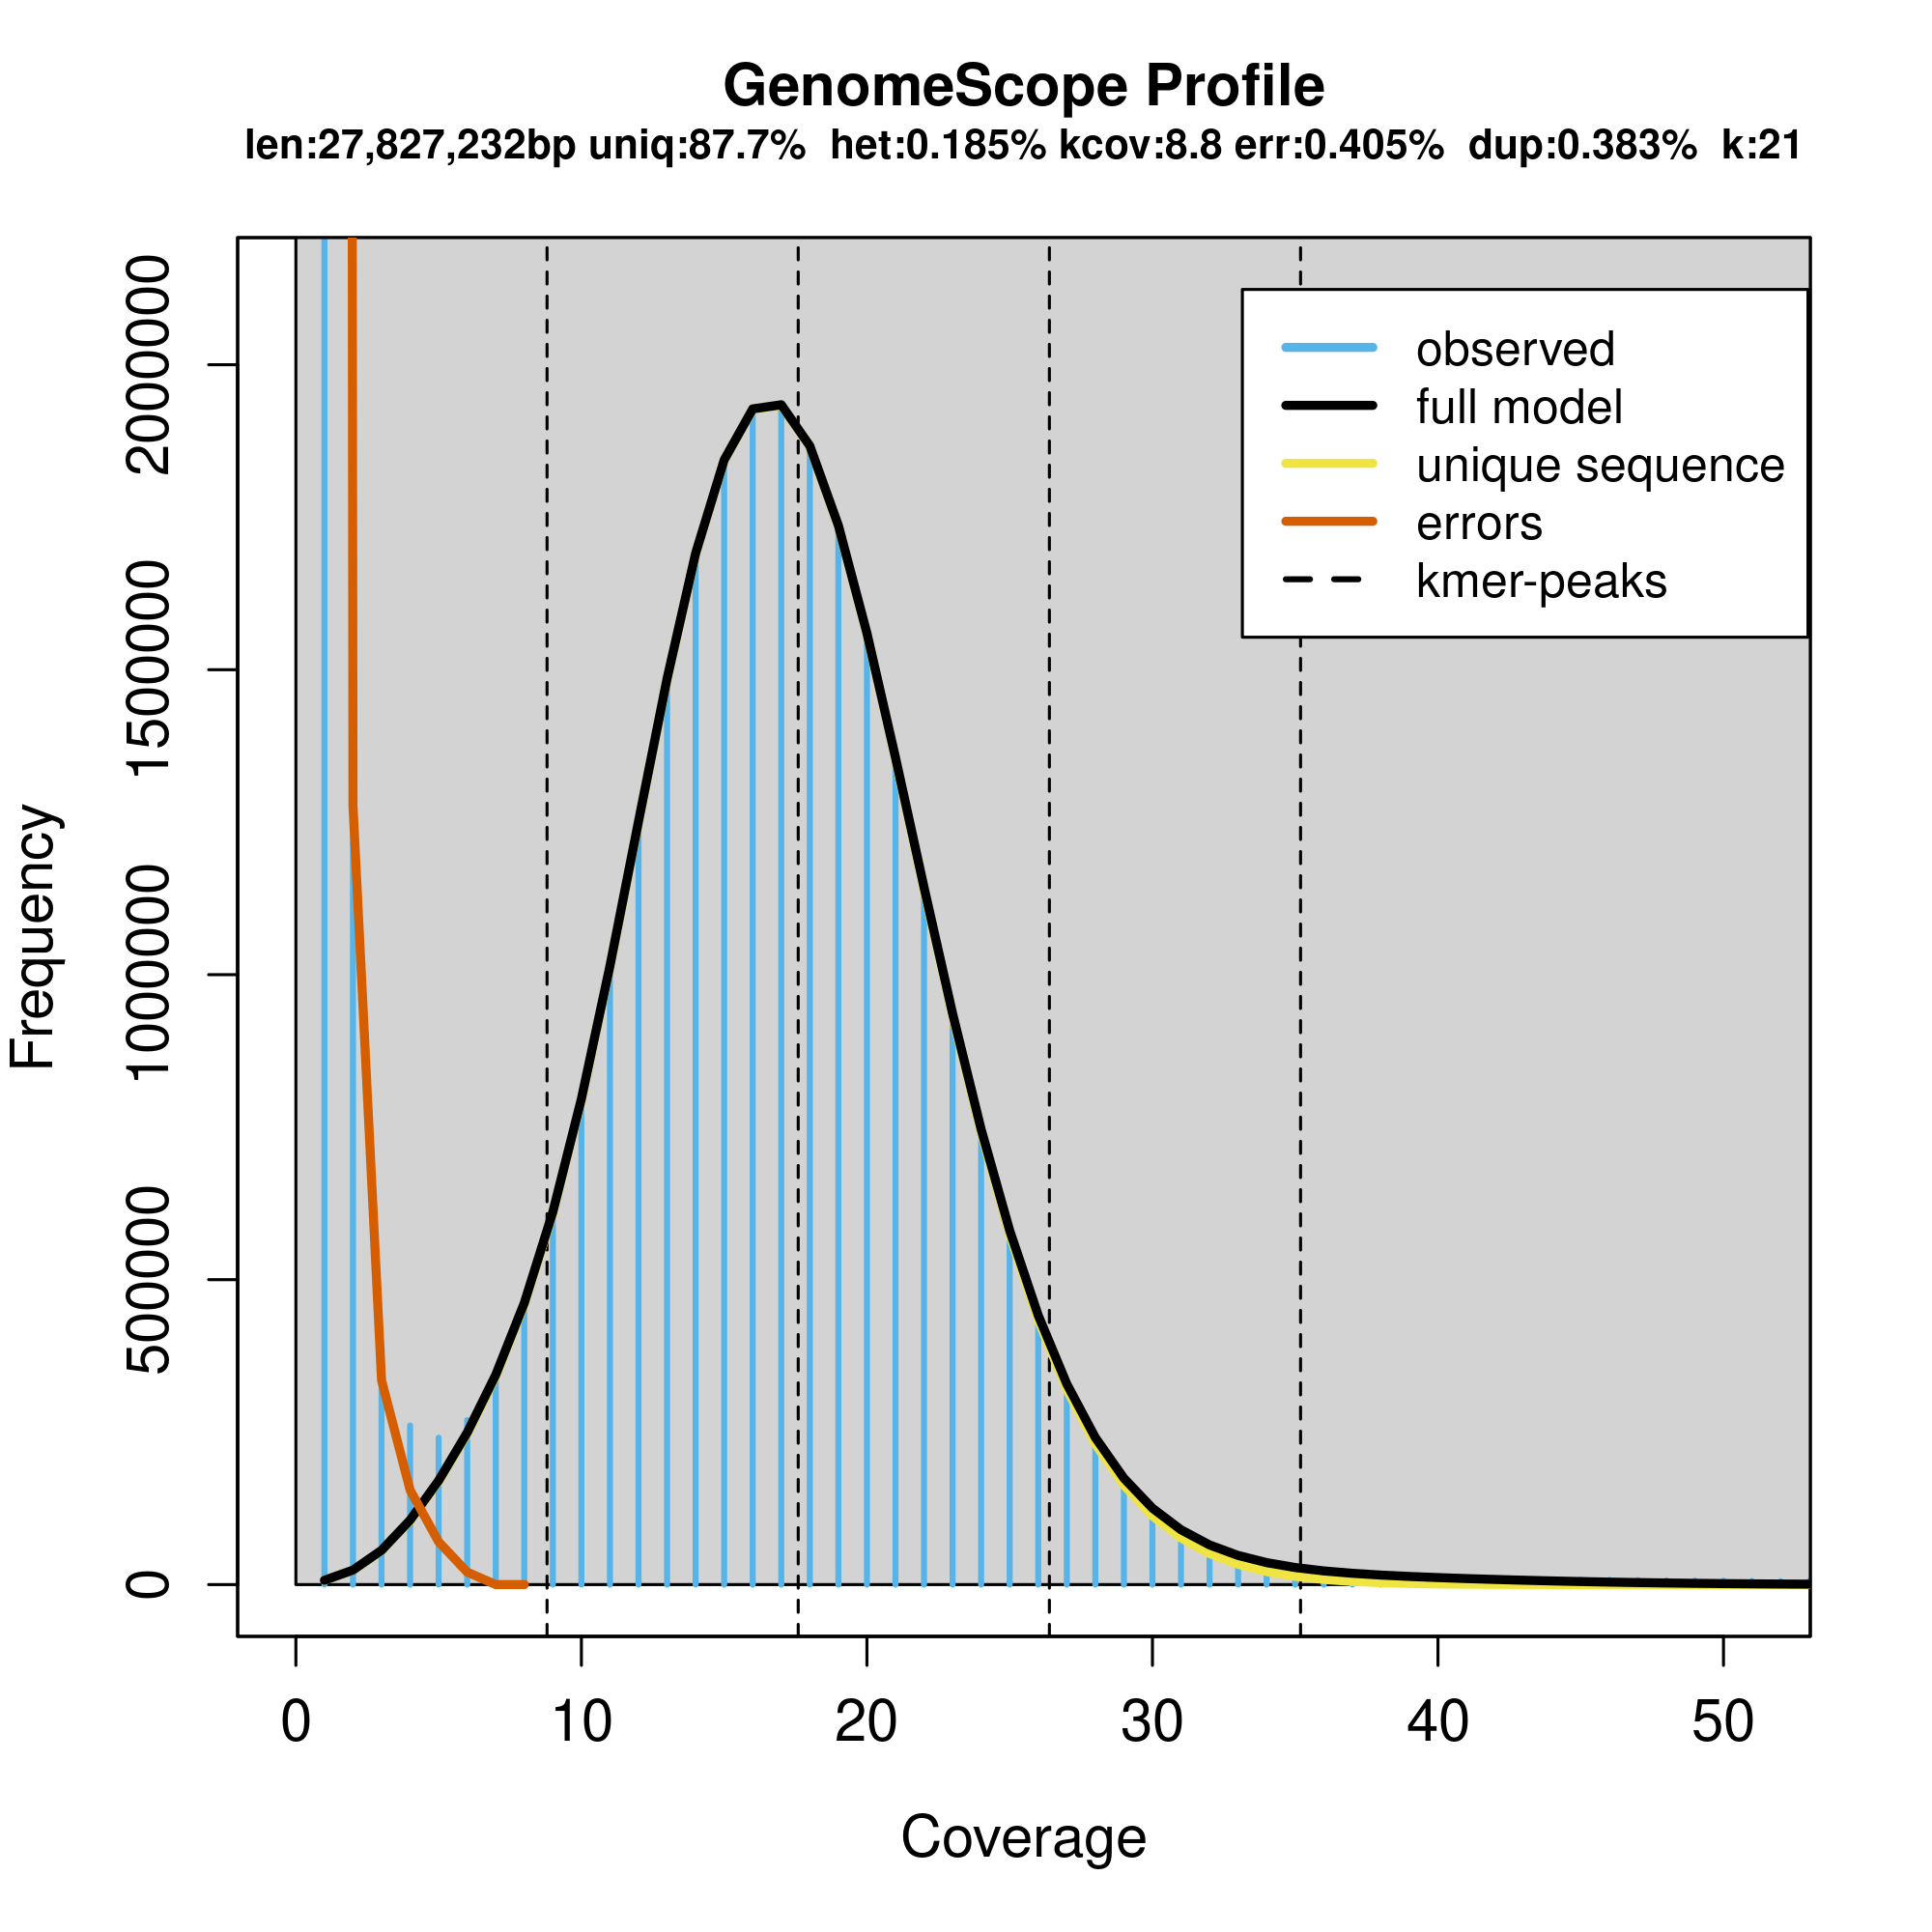 GenomeScope Profile
len:27,827,232bp uniq:87.7% het:0.185% kcov:8.8 err:0.405% dup:0.383% k:21
observed
full model
unique sequence
errors
kmer-peaks
Frequency
2000000
1500000
1000000
500000
0
0 10 20 30 40 50
Coverage